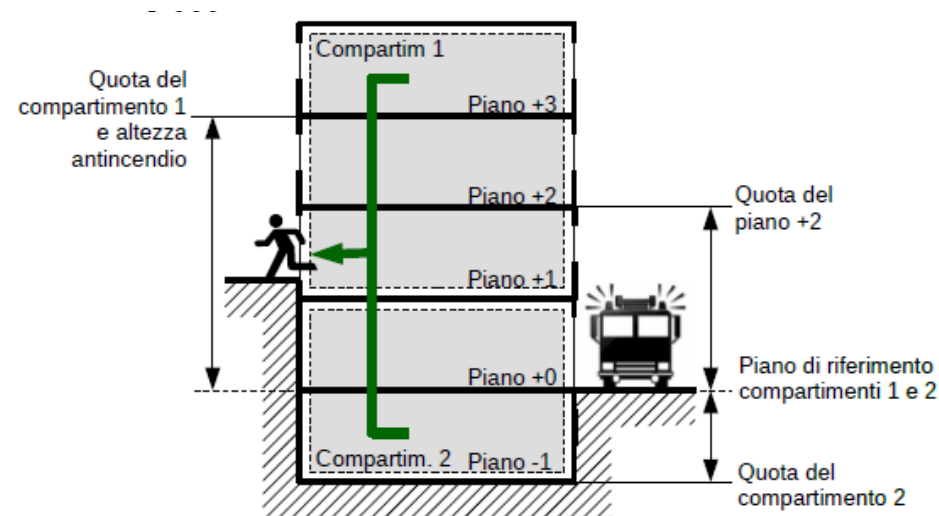 Compartim 1
Quota del
compartimento 1
e altezza
antincendio
Piano +3
Piano +2
Quota del
piano +2
Piano +1
Piano +0
Piano di riferimento
compartimenti 1 e 2
Compartim. 2 Piano -1
Quota del
compartimento 2